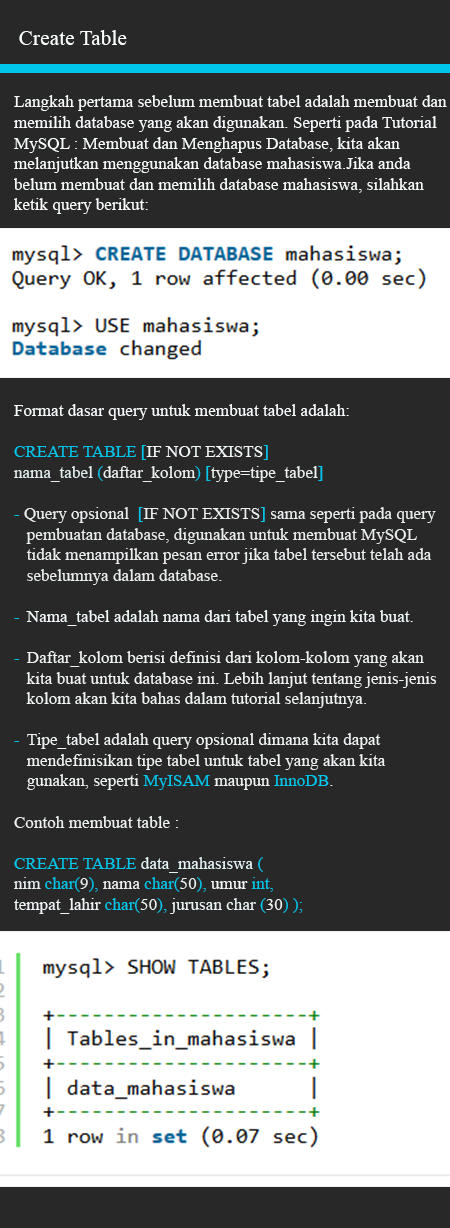 Create Table
Langkah pertama sebelum membuat tabel adalah membuat dan
memilih database yang akan digunakan. Seperti pada Tutorial
MySQL : Membuat dan Menghapus Database, kita akan
melanjutkan menggunakan database mahasiswa.Jika anda
belum membuat dan memilih database mahasiswa, silahkan
ketik query berikut:
mysql> CREATE DATABASE mahasiswa;
Query OK, 1 row affected (0.00 sec)
mysql> USE mahasiswa;
Database changed
Format dasar query untuk membuat tabel adalah:
CREATE TABLE [IF NOT EXISTS]
nama_tabel (daftar_kolom) [type=tipe_tabel]
- Query opsional [IF NOT EXISTS] sama seperti pada query
pembuatan database, digunakan untuk membuat MySQL
tidak menampilkan pesan error jika tabel tersebut telah ada
sebelumnya dalam database.
- Nama_tabel adalah nama dari tabel yang ingin kita buat.
- Daftar_kolom berisi definisi dari kolom-kolom yang akan
kita buat untuk database ini. Lebih lanjut tentang jenis-jenis
kolom akan kita bahas dalam tutorial selanjutnya.
- Tipe_tabel adalah query opsional dimana kita dapat
mendefinisikan tipe tabel untuk tabel yang akan kita
gunakan, seperti MyISAM maupun InnoDB.
Contoh membuat table :
CREATE TABLE data_mahasiswa (
nim char(9), nama char(50), umur int,
tempat_lahir char(50), jurusan char (30) );
1 mysql> SHOW TABLES;
2
3 +---------------------+
4 | Tables_in_mahasiswa |
5 +---------------------+
6 | data_mahasiswa |
7 +---------------------+
8 1 row in set (0.07 sec)